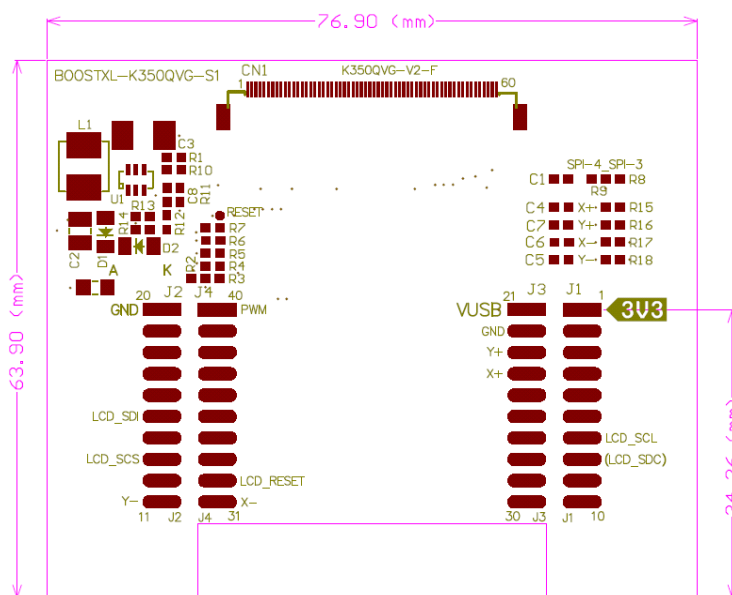 76.90 (mm)
BOOSTXL-K350QVG-S1
CN1
K350QVG-V2-F
1
60
L1
C3
R1
R10
SPI-4_SPI-3
C1
R8
R9
U1
C8
R11
R13
R14
R12
RESET
C4 X+ R15
R7
C7 Y+ R16
R6
C6 X- R17
R5
C5 Y- R18
R4
R3
R2
C2
D1
D2
A
K
63.90 (mm)
20 J2 J4 40
21 J3 J1 1
GND
PWM
VUSB
3V3
GND
Y+
X+
LCD_SDI
LCD_SCL
LCD_SCS
(LCD_SDC)
LCD_RESET
Y-
X-
11 J2 J4 31
30 J3 J1 10
34.26 (mm)